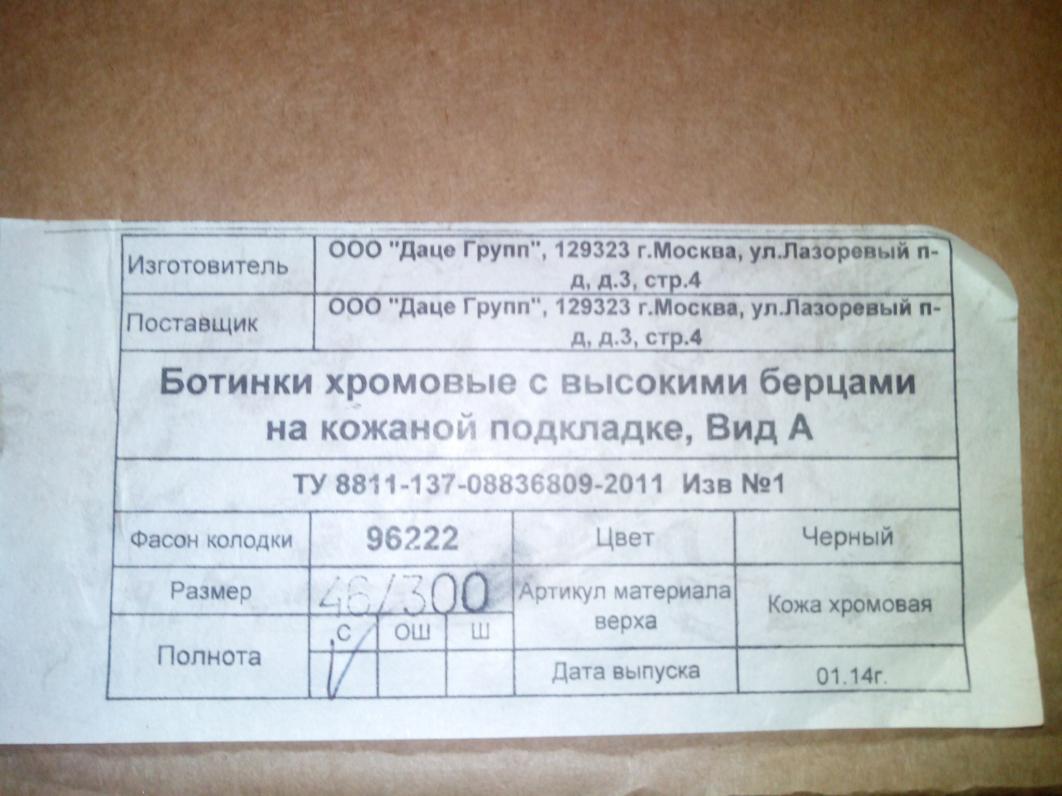 Изготовитель
ООО "Даце Групп", 129323 г.Москва, ул.Лазоревый п-
д, д.3, стр.4
Поставщик
ООО "Даце Групп", 129323 г.Москва, ул.Лазоревый п-
д, д.3, стр.4
Ботинки хромовые с высокими берцами
на кожаной подкладке, Вид А
ТУ 8811-137-08836809-2011 Изв №1
Фасон колодки 96222 Цвет Черный
Размер 46/300
Артикул материала
верха
Кожа хромовая
Полнота
С ОШ Ш
Дата выпуска 01.14г.